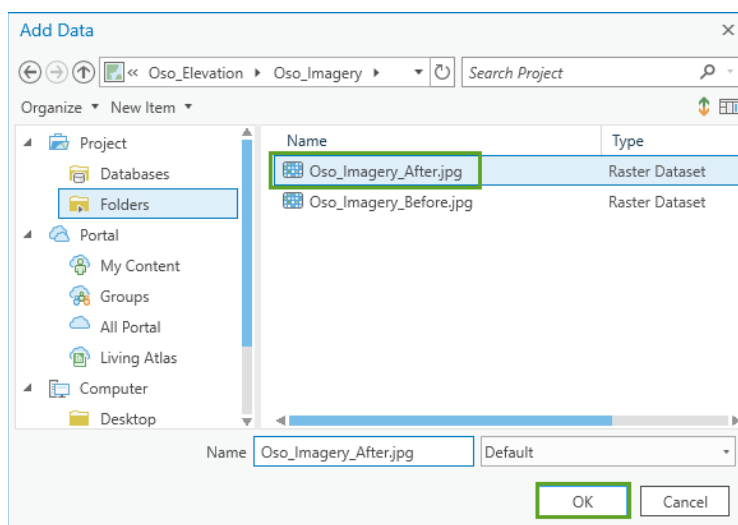 Add Data
« Oso_Elevation Oso_Imagery Search Project
Organize New Item
Project
Databases
Folders
Portal
My Content
Groups
All Portal
Living Atlas
Computer
Desktop
Name Type
Oso_Imagery_After.jpg Raster Dataset
Oso_Imagery_Before.jpg Raster Dataset
Name Oso_Imagery_After.jpg Default
OK Cancel